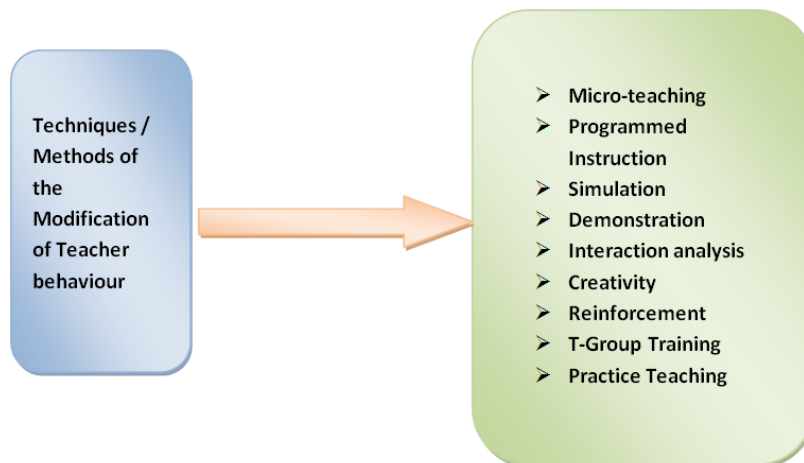 Techniques /
Methods of
the
Modification
of Teacher
behaviour
➢ Micro-teaching
➢ Programmed
Instruction
➢ Simulation
➢ Demonstration
➢ Interaction analysis
➢ Creativity
➢ Reinforcement
➢ T-Group Training
➢ Practice Teaching